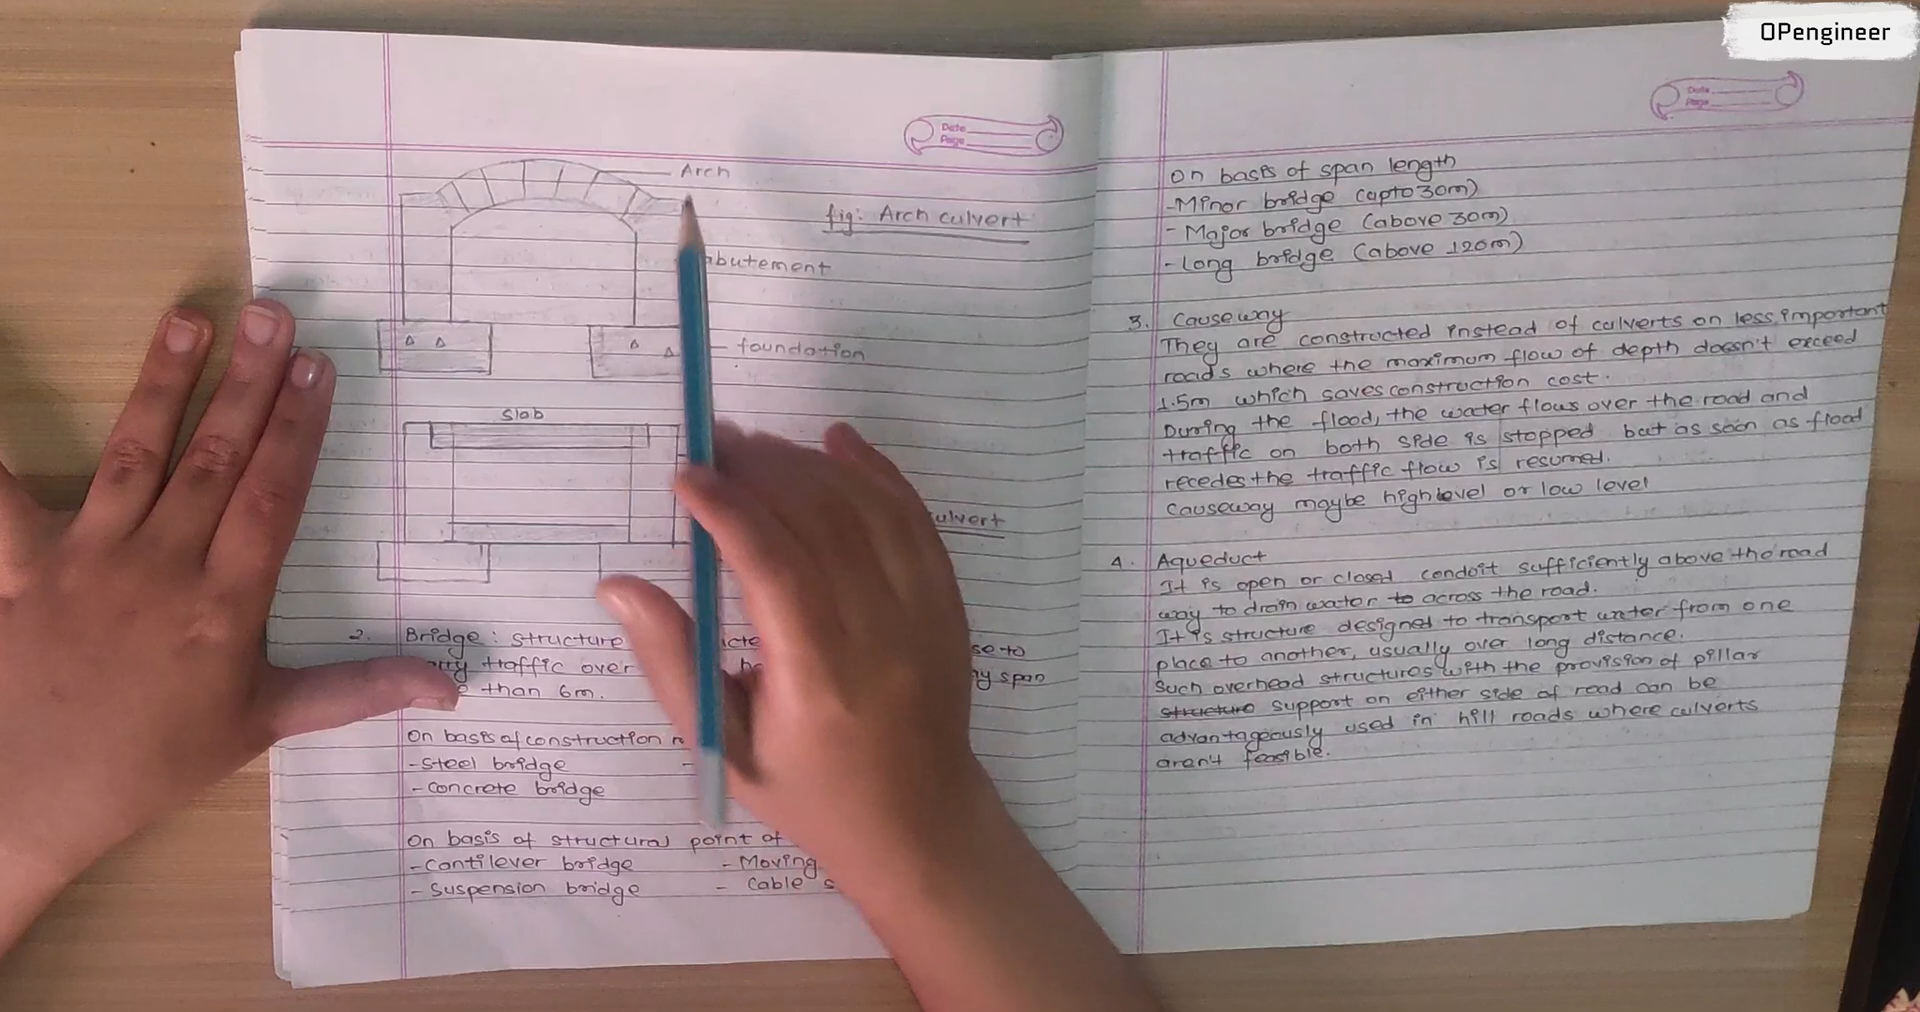 OPengineer
Date
Page
Arch
fig: Arch culvert
butement
foundation
Slab
ulvert
2. Bridge: structure se to
traffic over span
than 6m.
On basis of construction
-Steel bridge -
-Concrete bridge
On basis of structural point of
-Cantilever bridge - Moving
-Suspension bridge - Cable s
Date
Page
On basis of span length
-Minor bridge (upto 30m)
-Major bridge (above 30m)
-Long bridge (above 120m)
3. Causeway
They are constructed instead of culverts on less important
roads where the maximum flow of depth doesn't exceed
1.5m which saves construction cost.
During the flood, the water flows over the road and
traffic on both side is stopped but as soon as flood
recedes the traffic flow is resumed.
Causeway maybe high level or low level
4. Aqueduct
It is open or closed condoit sufficiently above the road
way to drain water to across the road.
It is structure designed to transport water from one
place to another, usually over long distance.
Such overhead structures with the provision of pillar
structure support on either side of road can be
advantageously used in hill roads where culverts
aren't feasible.